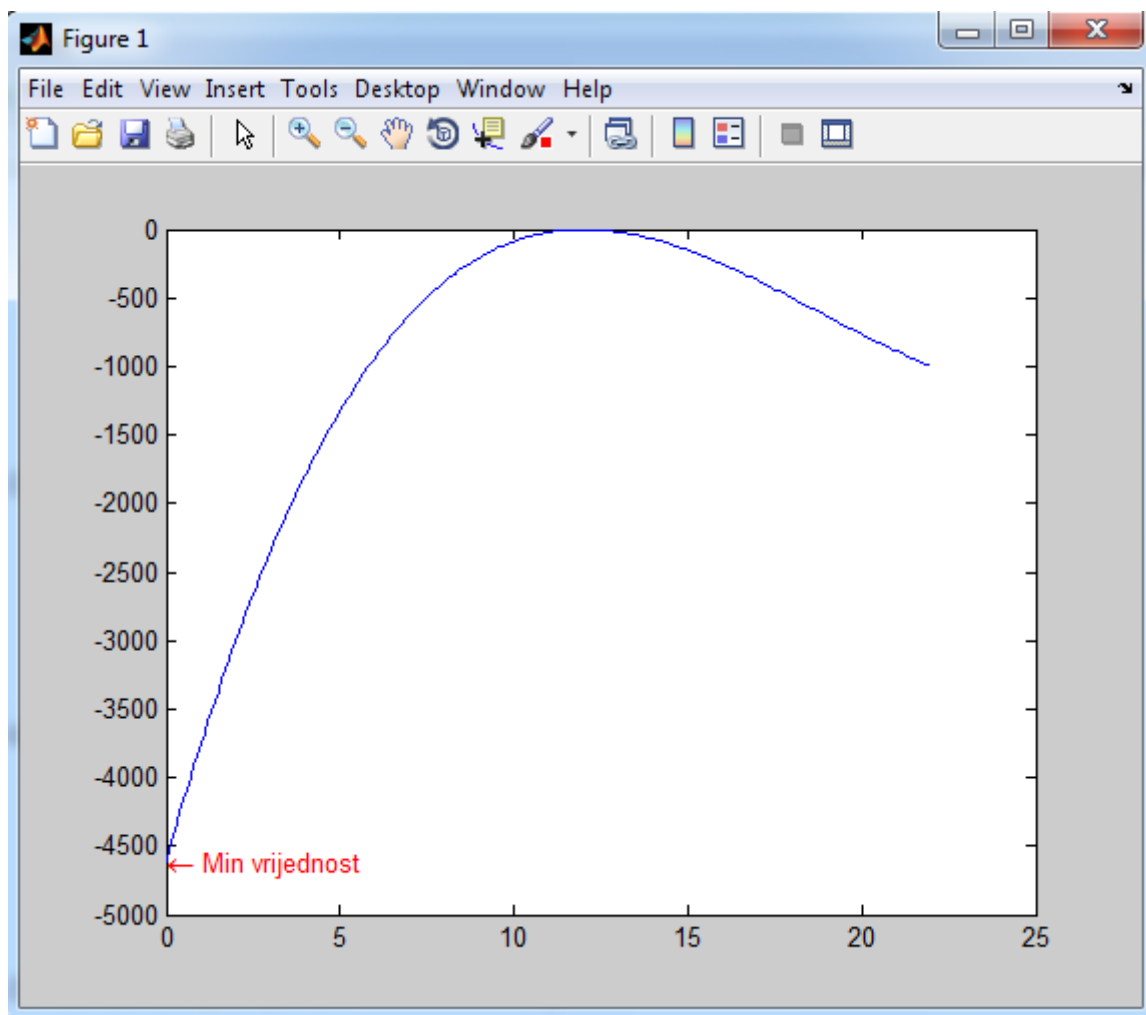 Figure 1
File Edit View Insert Tools Desktop Window Help
0
-500
-1000
-1500
-2000
-2500
-3000
-3500
-4000
-4500
← Min vrijednost
-5000
0 5 10 15 20 25